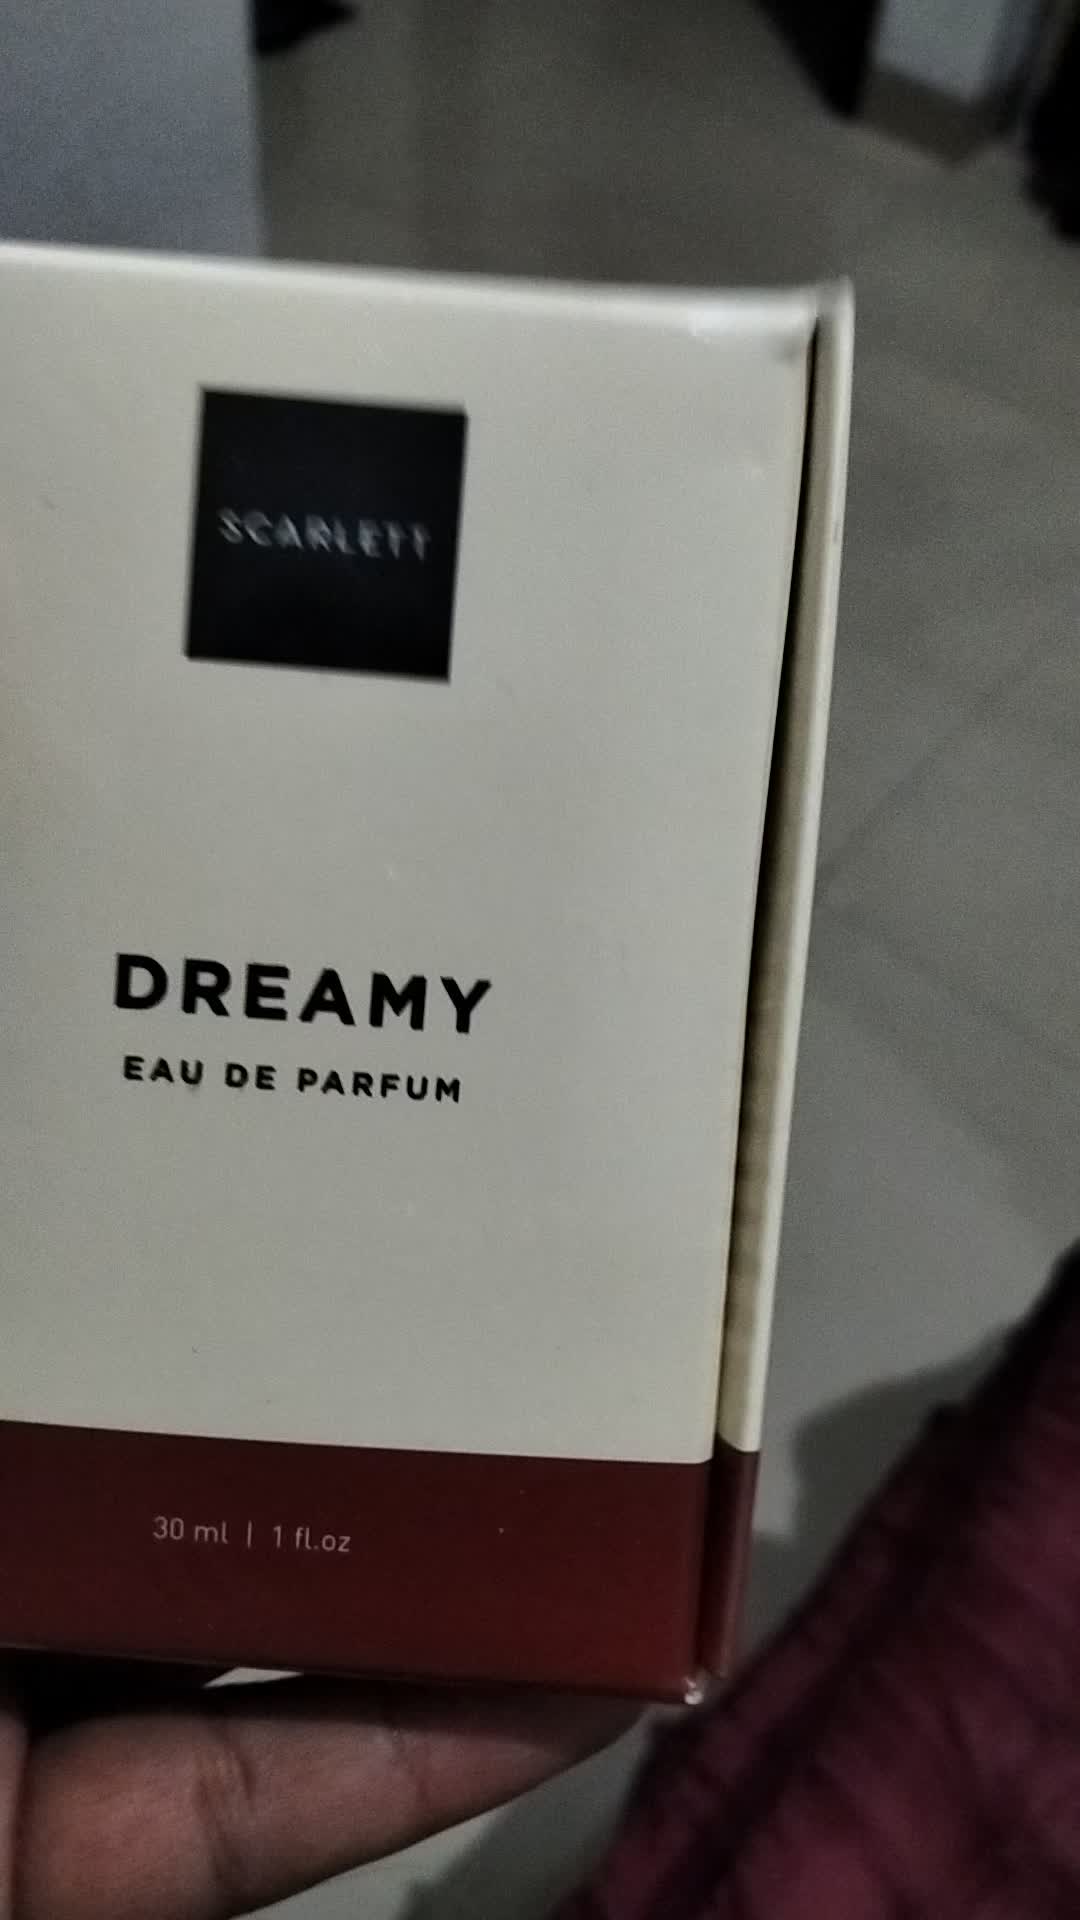 SCARLETT
DREAMY
EAU DE PARFUM
30 ml | 1 fl.oz